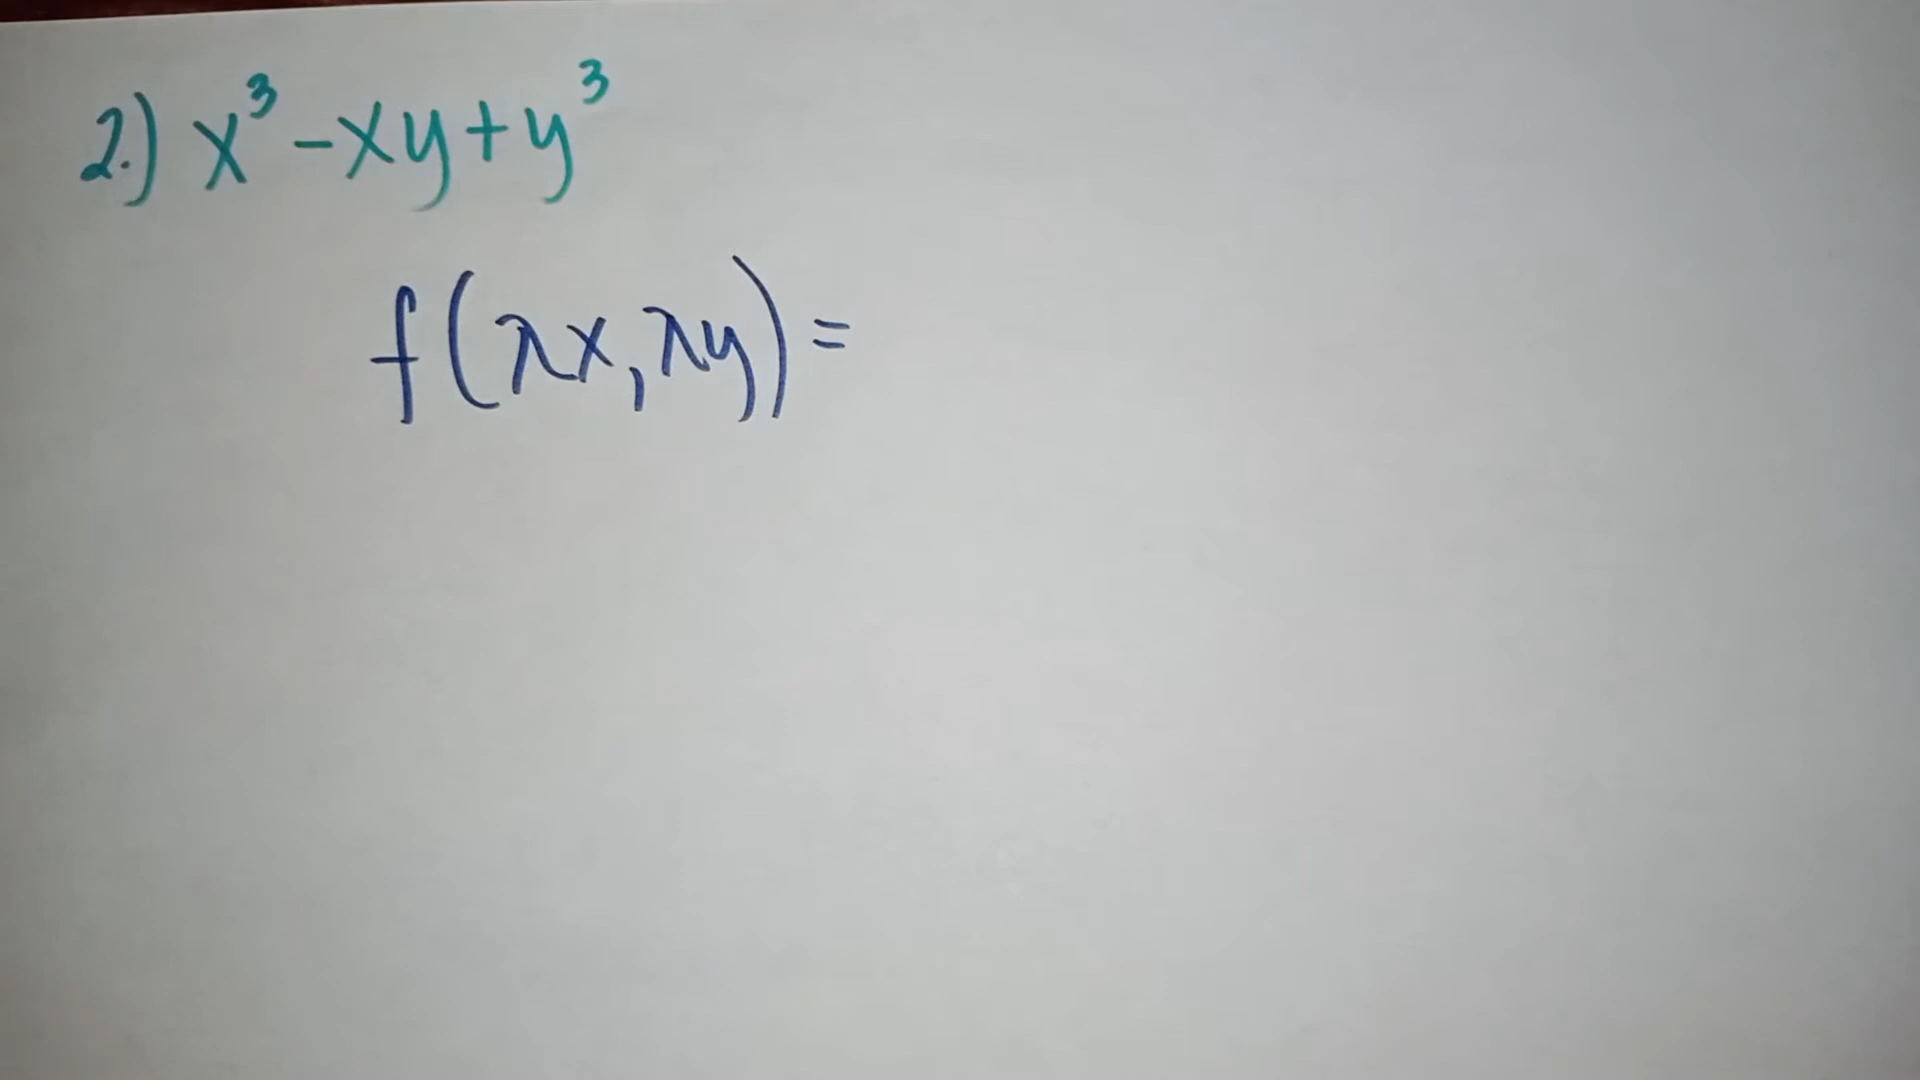 2.) x³ - xy + y³
f(λx, λy) =